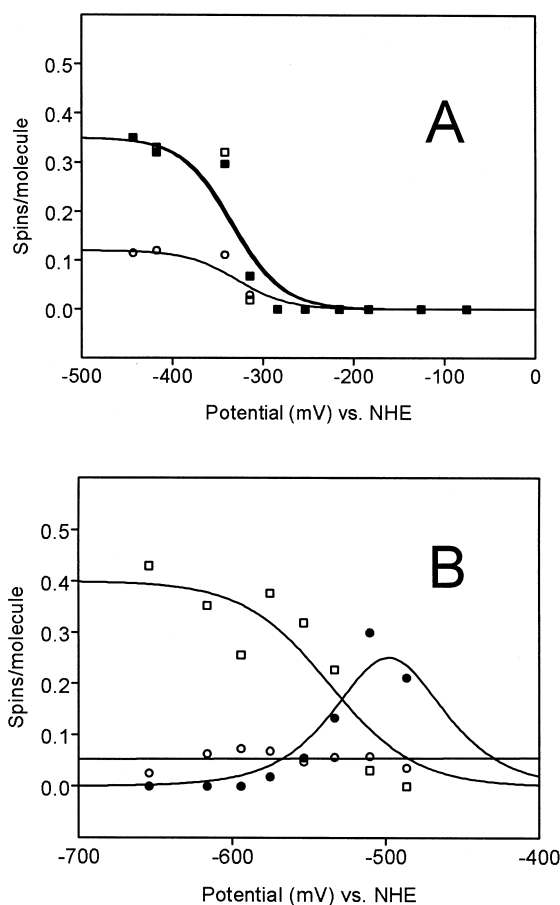 A
Spins/molecule
0.5
0.4
0.3
0.2
0.1
0.0
-500 -400 -300 -200 -100 0
Potential (mV) vs. NHE
B
Spins/molecule
0.5
0.4
0.3
0.2
0.1
0.0
-700 -600 -500 -400
Potential (mV) vs. NHE